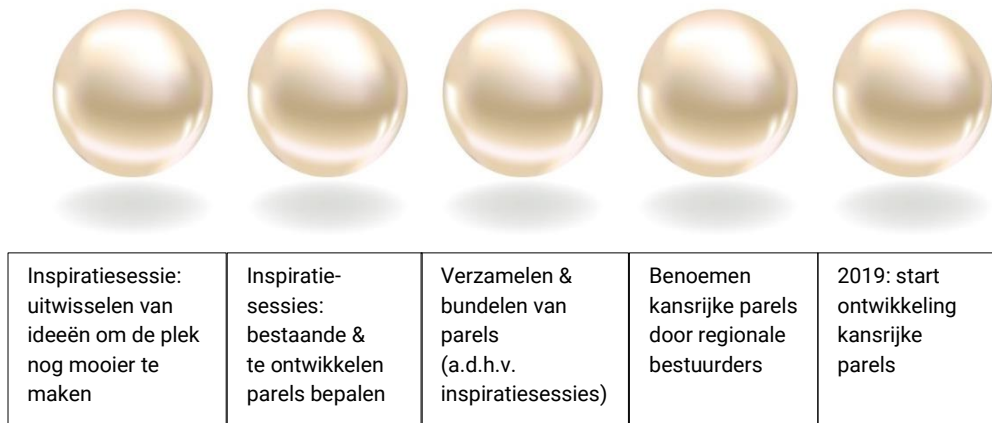 Inspiratiesessie:
uitwisselen van
ideeën om de plek
nog mooier te
maken
Inspiratie-
sessies:
bestaande &
te ontwikkelen
parels bepalen
Verzamelen &
bundelen van
parels
(a.d.h.v.
inspiratiesessies)
Benoemen
kansrijke parels
door regionale
bestuurders
2019: start
ontwikkeling
kansrijke
parels